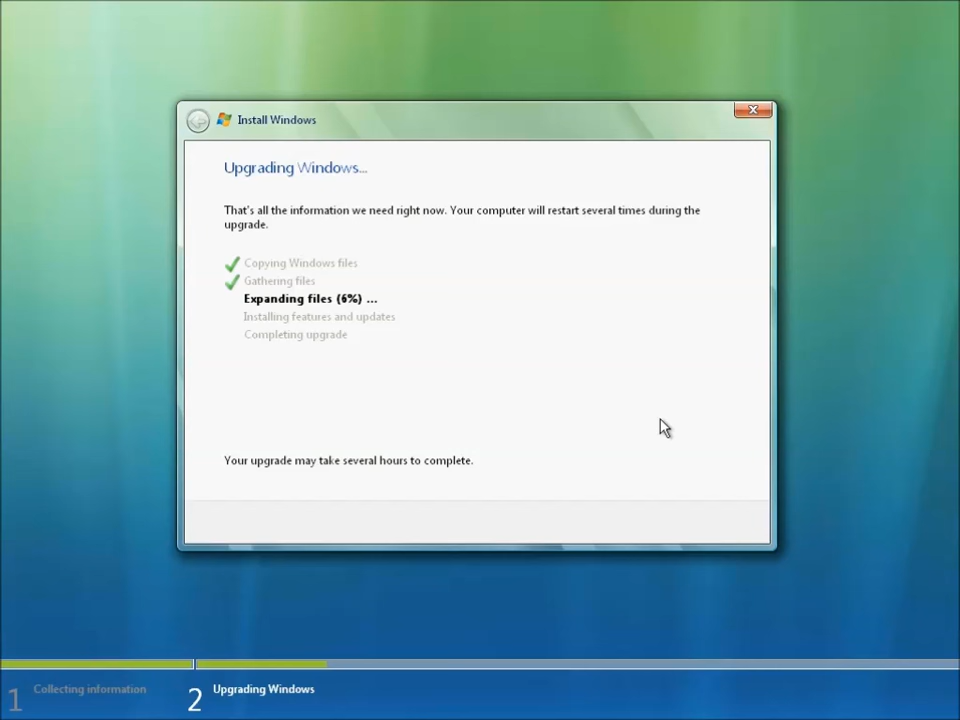 Install Windows
Upgrading Windows...
That's all the information we need right now. Your computer will restart several times during the
upgrade.
Copying Windows files
Gathering files
Expanding files (6%) ...
Installing features and updates
Completing upgrade
Your upgrade may take several hours to complete.
1 Collecting information
2 Upgrading Windows